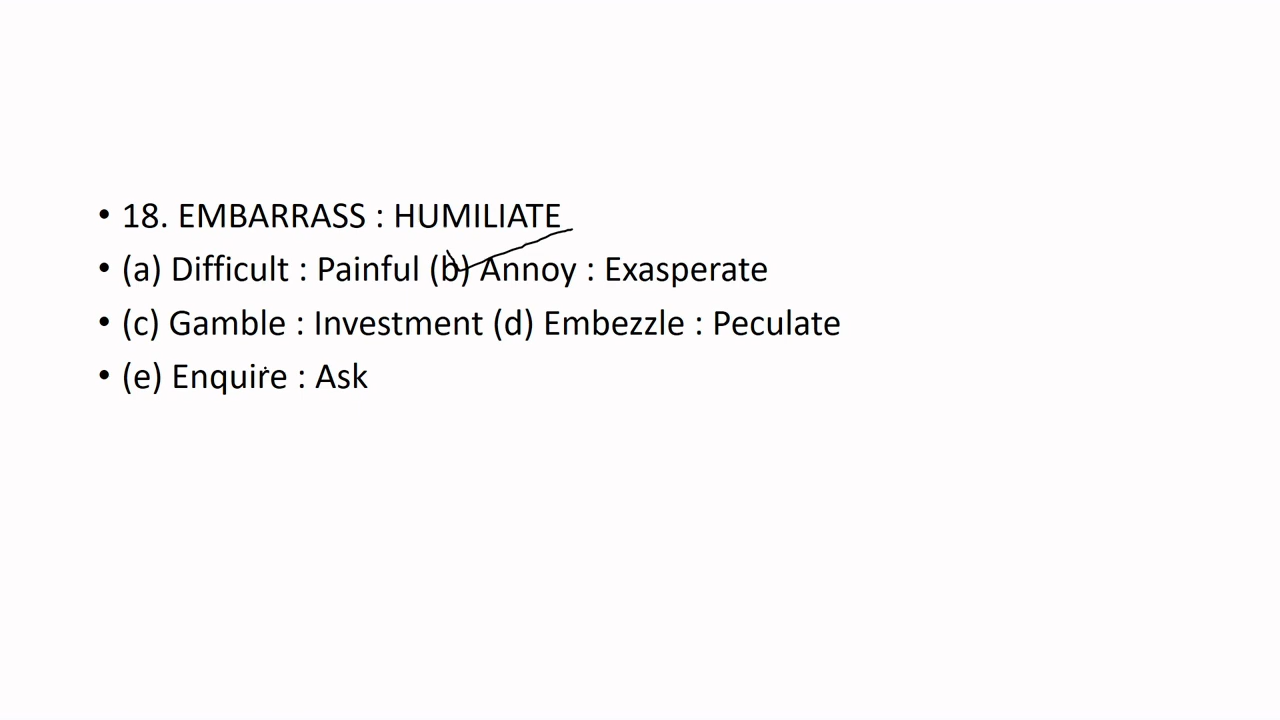 • 18. EMBARRASS : HUMILIATE
• (a) Difficult : Painful (b) Annoy : Exasperate
• (c) Gamble : Investment (d) Embezzle : Peculate
• (e) Enquire : Ask